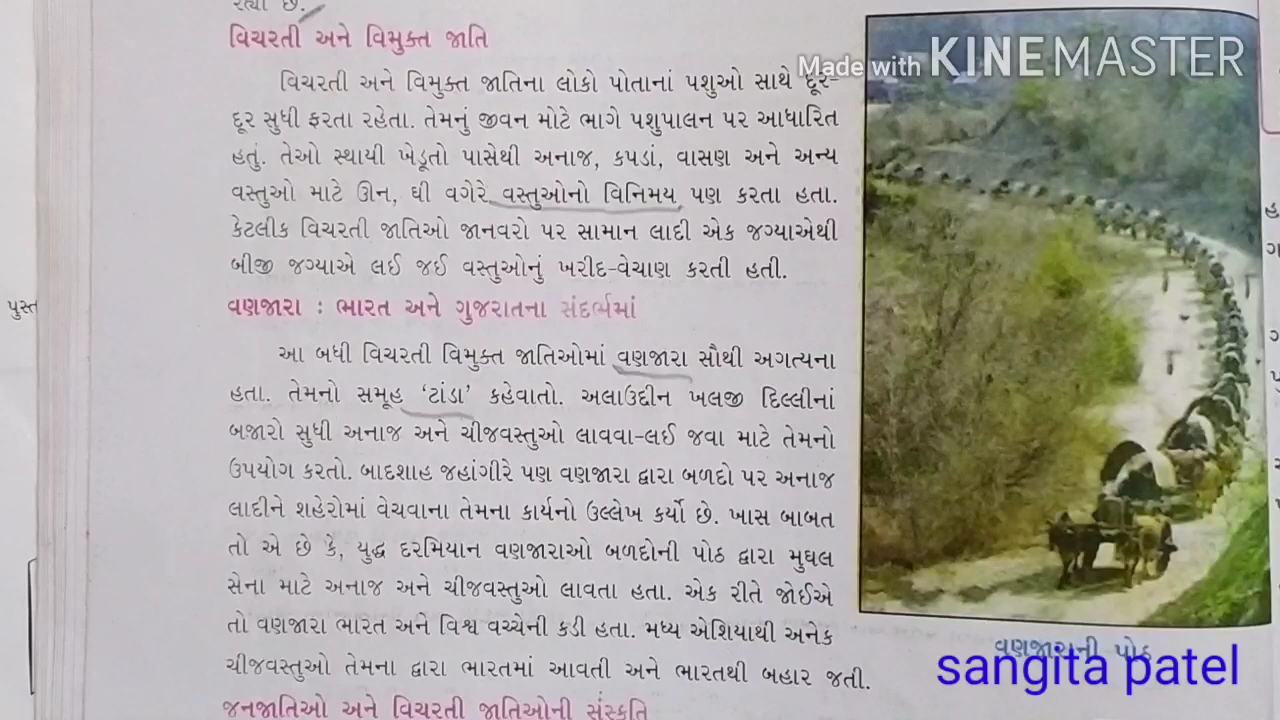 રહ્યા છે.
વિચરતી અને વિમુક્ત જાતિ
વિચરતી અને વિમુક્ત જાતિના લોકો પોતાનાં પશુઓ સાથે દૂર-
દૂર સુધી ફરતા રહેતા. તેમનું જીવન મોટે ભાગે પશુપાલન પર આધારિત
હતું. તેઓ સ્થાયી ખેડૂતો પાસેથી અનાજ, કપડાં, વાસણ અને અન્ય
વસ્તુઓ માટે ઊન, ઘી વગેરે વસ્તુઓનો વિનિમય પણ કરતા હતા.
કેટલીક વિચરતી જાતિઓ જાનવરો પર સામાન લાદી એક જગ્યાએથી
બીજી જગ્યાએ લઈ જઈ વસ્તુઓનું ખરીદ-વેચાણ કરતી હતી.
વણજારા : ભારત અને ગુજરાતના સંદર્ભમાં
આ બધી વિચરતી વિમુક્ત જાતિઓમાં વણજારા સૌથી અગત્યના
હતા. તેમનો સમૂહ ‘ટાંડા’ કહેવાતો. અલાઉદ્દીન ખલજી દિલ્લીનાં
બજારો સુધી અનાજ અને ચીજવસ્તુઓ લાવવા-લઈ જવા માટે તેમનો
ઉપયોગ કરતો. બાદશાહ જહાંગીરે પણ વણજારા દ્વારા બળદો પર અનાજ
લાદીને શહેરોમાં વેચવાના તેમના કાર્યનો ઉલ્લેખ કર્યો છે. ખાસ બાબત
તો એ છે કે, યુદ્ધ દરમિયાન વણજારાઓ બળદોની પોઠ દ્વારા મુઘલ
સેના માટે અનાજ અને ચીજવસ્તુઓ લાવતા હતા. એક રીતે જોઈએ
તો વણજારા ભારત અને વિશ્વ વચ્ચેની કડી હતા. મધ્ય એશિયાથી અનેક
ચીજવસ્તુઓ તેમના દ્વારા ભારતમાં આવતી અને ભારતથી બહાર જતી.
જનજાતિઓ અને વિચરતી જાતિઓની સંસ્કૃતિ
પુસ્ત
Made with KINEMASTER
વણજારાની પોઠ
sangita patel